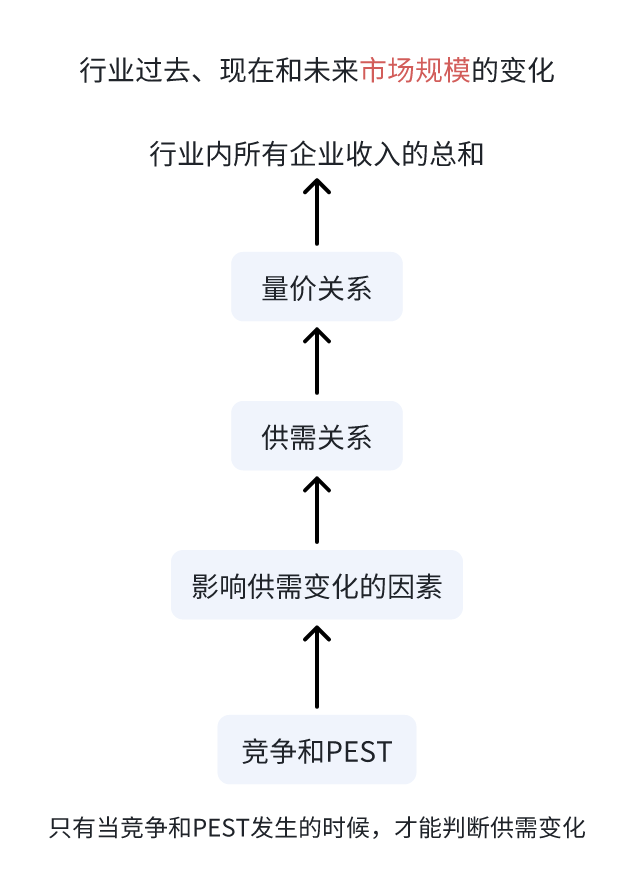 行业过去、现在和未来市场规模的变化
行业内所有企业收入的总和
量价关系
供需关系
影响供需变化的因素
竞争和PEST
只有当竞争和PEST发生的时候，才能判断供需变化